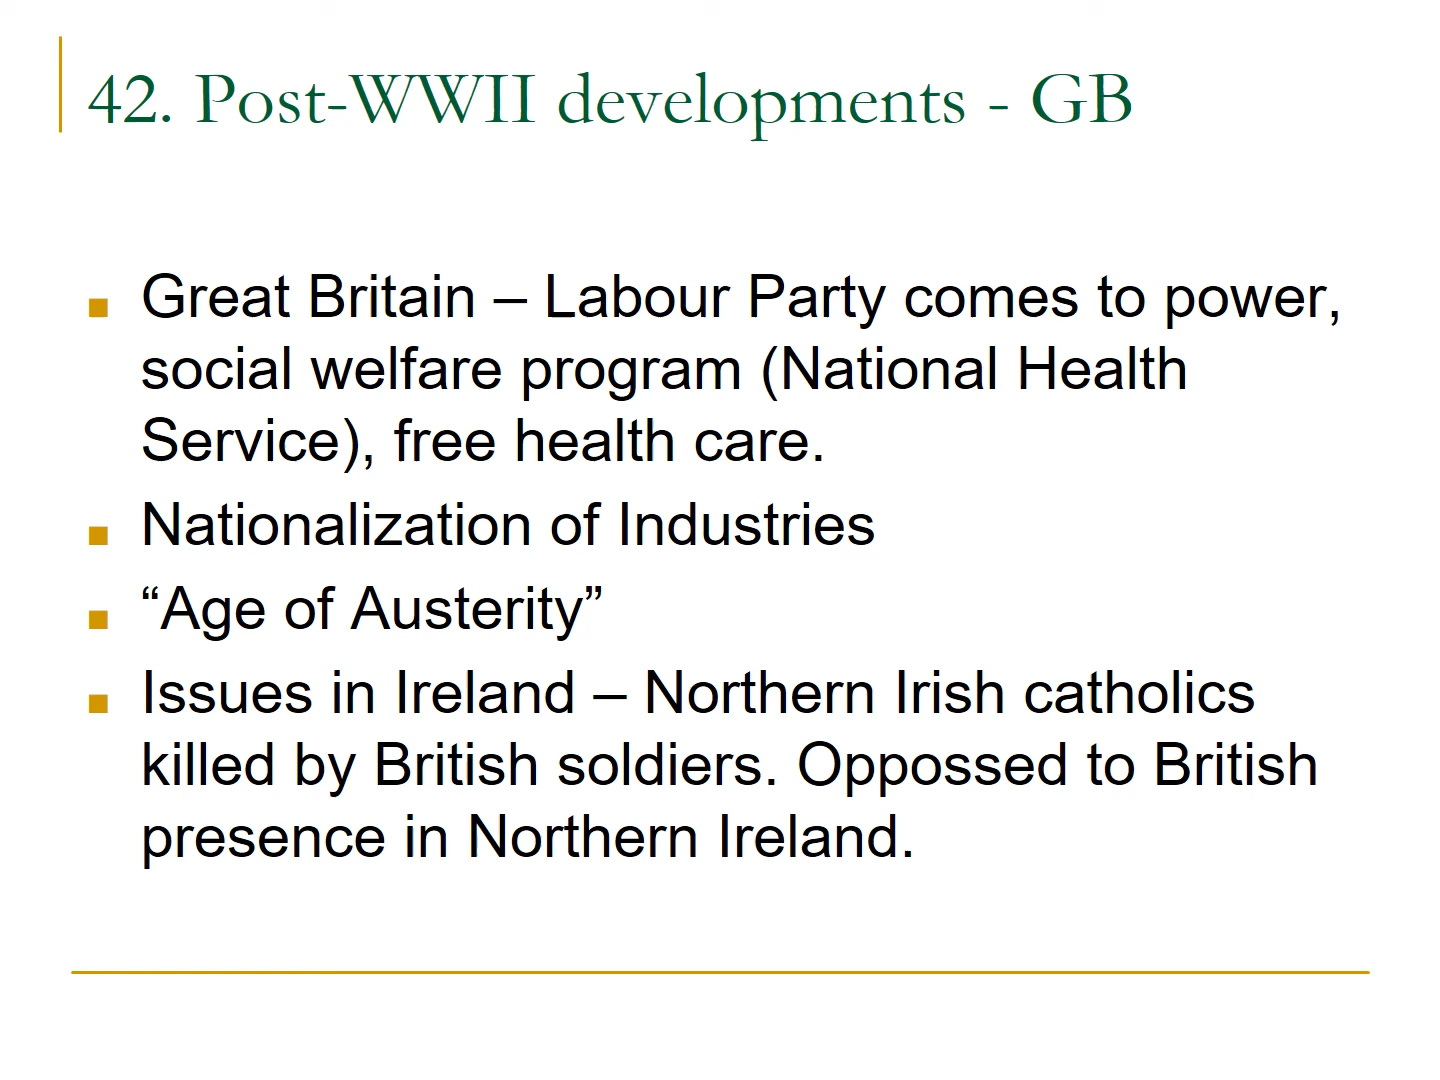 42. Post-WWII developments - GB
Great Britain – Labour Party comes to power,
social welfare program (National Health
Service), free health care.
Nationalization of Industries
“Age of Austerity”
Issues in Ireland – Northern Irish catholics
killed by British soldiers. Oppossed to British
presence in Northern Ireland.